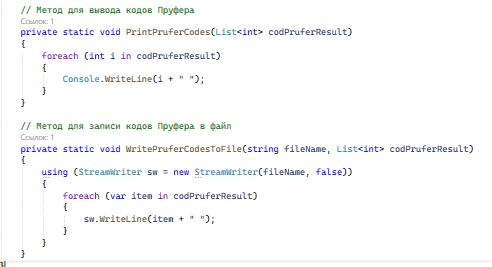 // Метод для вывода кодов Пруфера
Ссылок: 1
private static void PrintPruferCodes(List<int> codPruferResult)
{
foreach (int i in codPruferResult)
{
Console.WriteLine(i + " ");
}
}
// Метод для записи кодов Пруфера в файл
Ссылок: 1
private static void WritePruferCodesToFile(string fileName, List<int> codPruferResult)
{
using (StreamWriter sw = new StreamWriter(fileName, false))
{
foreach (var item in codPruferResult)
{
sw.WriteLine(item + " ");
}
}
}